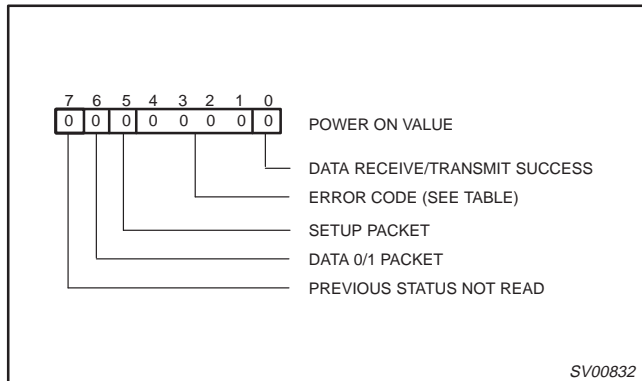 7 6 5 4 3 2 1 0
0 0 0 0 0 0 0 0 POWER ON VALUE
DATA RECEIVE/TRANSMIT SUCCESS
ERROR CODE (SEE TABLE)
SETUP PACKET
DATA 0/1 PACKET
PREVIOUS STATUS NOT READ
SV00832